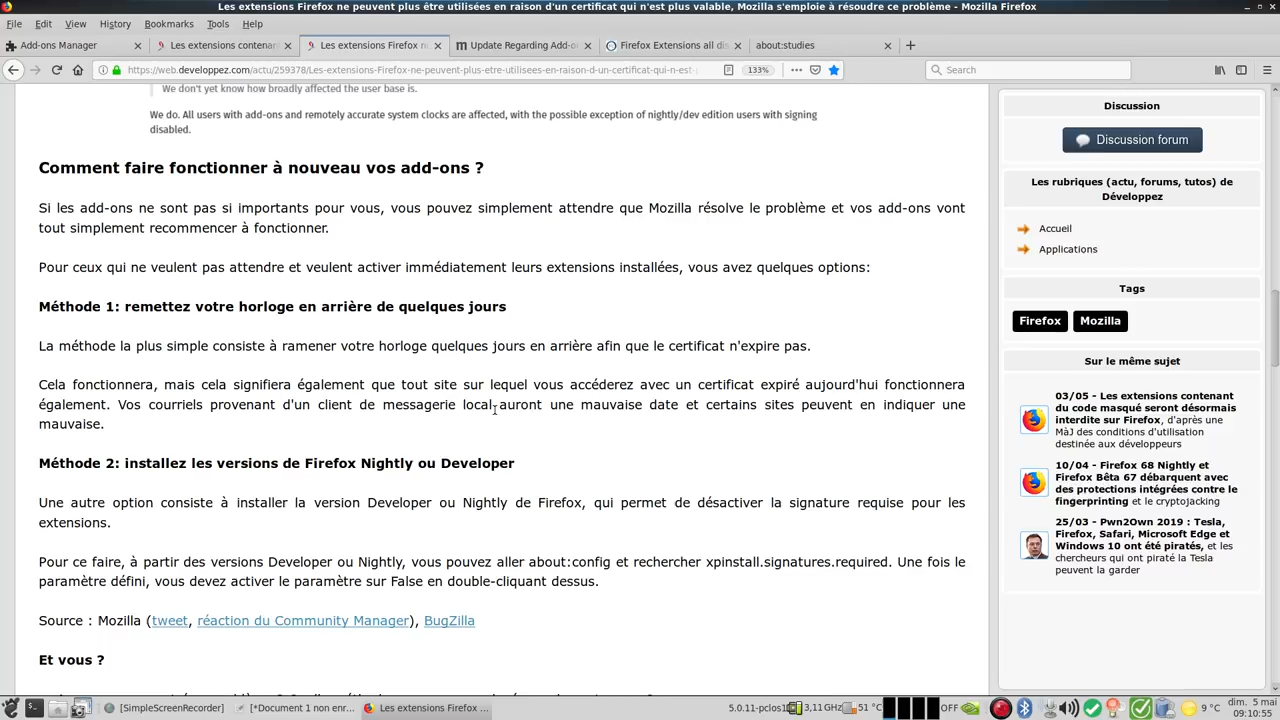 Les extensions Firefox ne peuvent plus être utilisées en raison d'un certificat qui n'est plus valable, Mozilla s'emploie à résoudre ce problème - Mozilla Firefox
File Edit View History Bookmarks Tools Help
Add-ons Manager
Les extensions contenan
Les extensions Firefox n
Update Regarding Add-o
Firefox Extensions all dis
about:studies
https://web.developpez.com/actu/259378/Les-extensions-Firefox-ne-peuvent-plus-etre-utilisees-en-raison-d-un-certificat-qui-n-est-
133%
Search
We don't yet know how broadly affected the user base is.
We do. All users with add-ons and remotely accurate system clocks are affected, with the possible exception of nightly/dev edition users with signing
disabled.
Comment faire fonctionner à nouveau vos add-ons ?
Si les add-ons ne sont pas si importants pour vous, vous pouvez simplement attendre que Mozilla résolve le problème et vos add-ons vont
tout simplement recommencer à fonctionner.
Pour ceux qui ne veulent pas attendre et veulent activer immédiatement leurs extensions installées, vous avez quelques options:
Méthode 1: remettez votre horloge en arrière de quelques jours
La méthode la plus simple consiste à ramener votre horloge quelques jours en arrière afin que le certificat n'expire pas.
Cela fonctionnera, mais cela signifiera également que tout site sur lequel vous accéderez avec un certificat expiré aujourd'hui fonctionnera
également. Vos courriels provenant d'un client de messagerie local auront une mauvaise date et certains sites peuvent en indiquer une
mauvaise.
Méthode 2: installez les versions de Firefox Nightly ou Developer
Une autre option consiste à installer la version Developer ou Nightly de Firefox, qui permet de désactiver la signature requise pour les
extensions.
Pour ce faire, à partir des versions Developer ou Nightly, vous pouvez aller about:config et rechercher xpinstall.signatures.required. Une fois le
paramètre défini, vous devez activer le paramètre sur False en double-cliquant dessus.
Source : Mozilla (tweet, réaction du Community Manager), BugZilla
Et vous ?
Discussion
Discussion forum
Les rubriques (actu, forums, tutos) de
Développez
Accueil
Applications
Tags
Firefox Mozilla
Sur le même sujet
03/05 - Les extensions contenant
du code masqué seront désormais
interdite sur Firefox, d'après une
MàJ des conditions d'utilisation
destinée aux développeurs
10/04 - Firefox 68 Nightly et
Firefox Bêta 67 débarquent avec
des protections intégrées contre le
fingerprinting et le cryptojacking
25/03 - Pwn2Own 2019 : Tesla,
Firefox, Safari, Microsoft Edge et
Windows 10 ont été piratés, et les
chercheurs qui ont piraté la Tesla
peuvent la garder
[SimpleScreenRecorder]
[*Document 1 non enr...
Les extensions Firefox ...
5.0.11-pclos1
3,11 GHz
51 °C
OFF
9 °C
dim. 5 mai
09:10:55